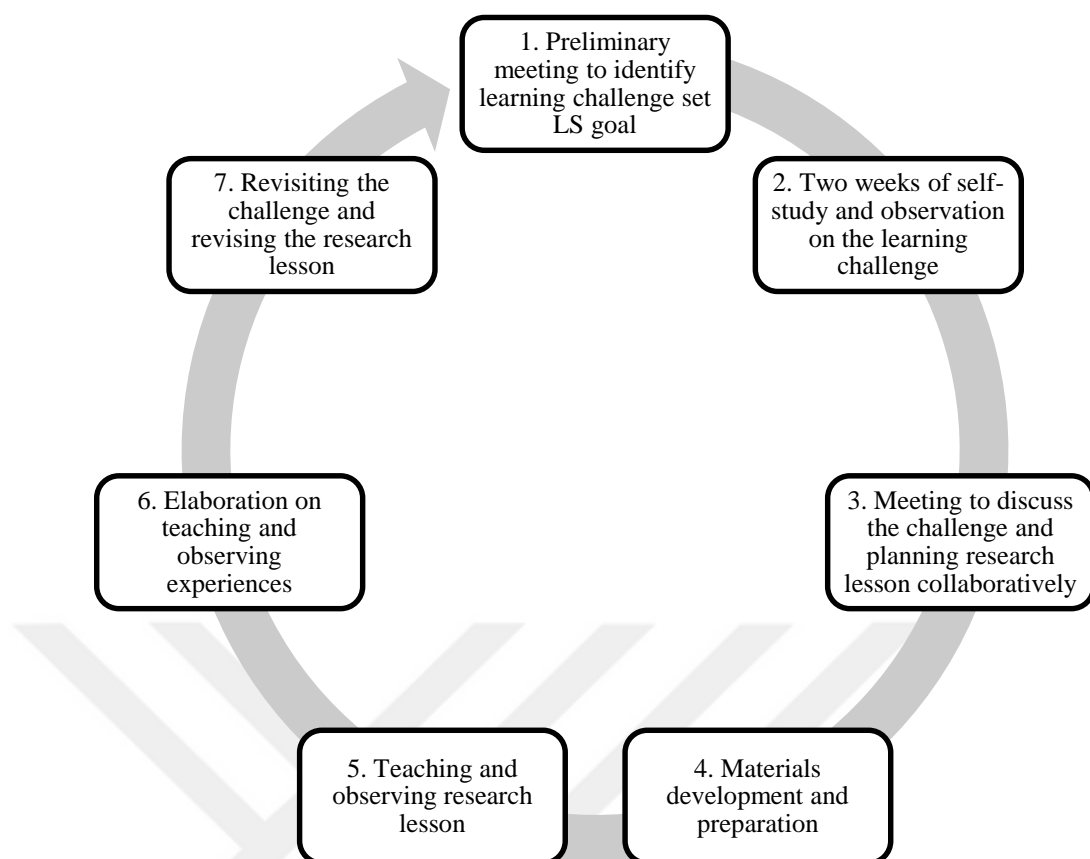 1. Preliminary
meeting to identify
learning challenge set
LS goal
2. Two weeks of self-
study and observation
on the learning
challenge
3. Meeting to discuss
the challenge and
planning research
lesson collaboratively
4. Materials
development and
preparation
5. Teaching and
observing research
lesson
6. Elaboration on
teaching and
observing
experiences
7. Revisiting the
challenge and
revising the research
lesson